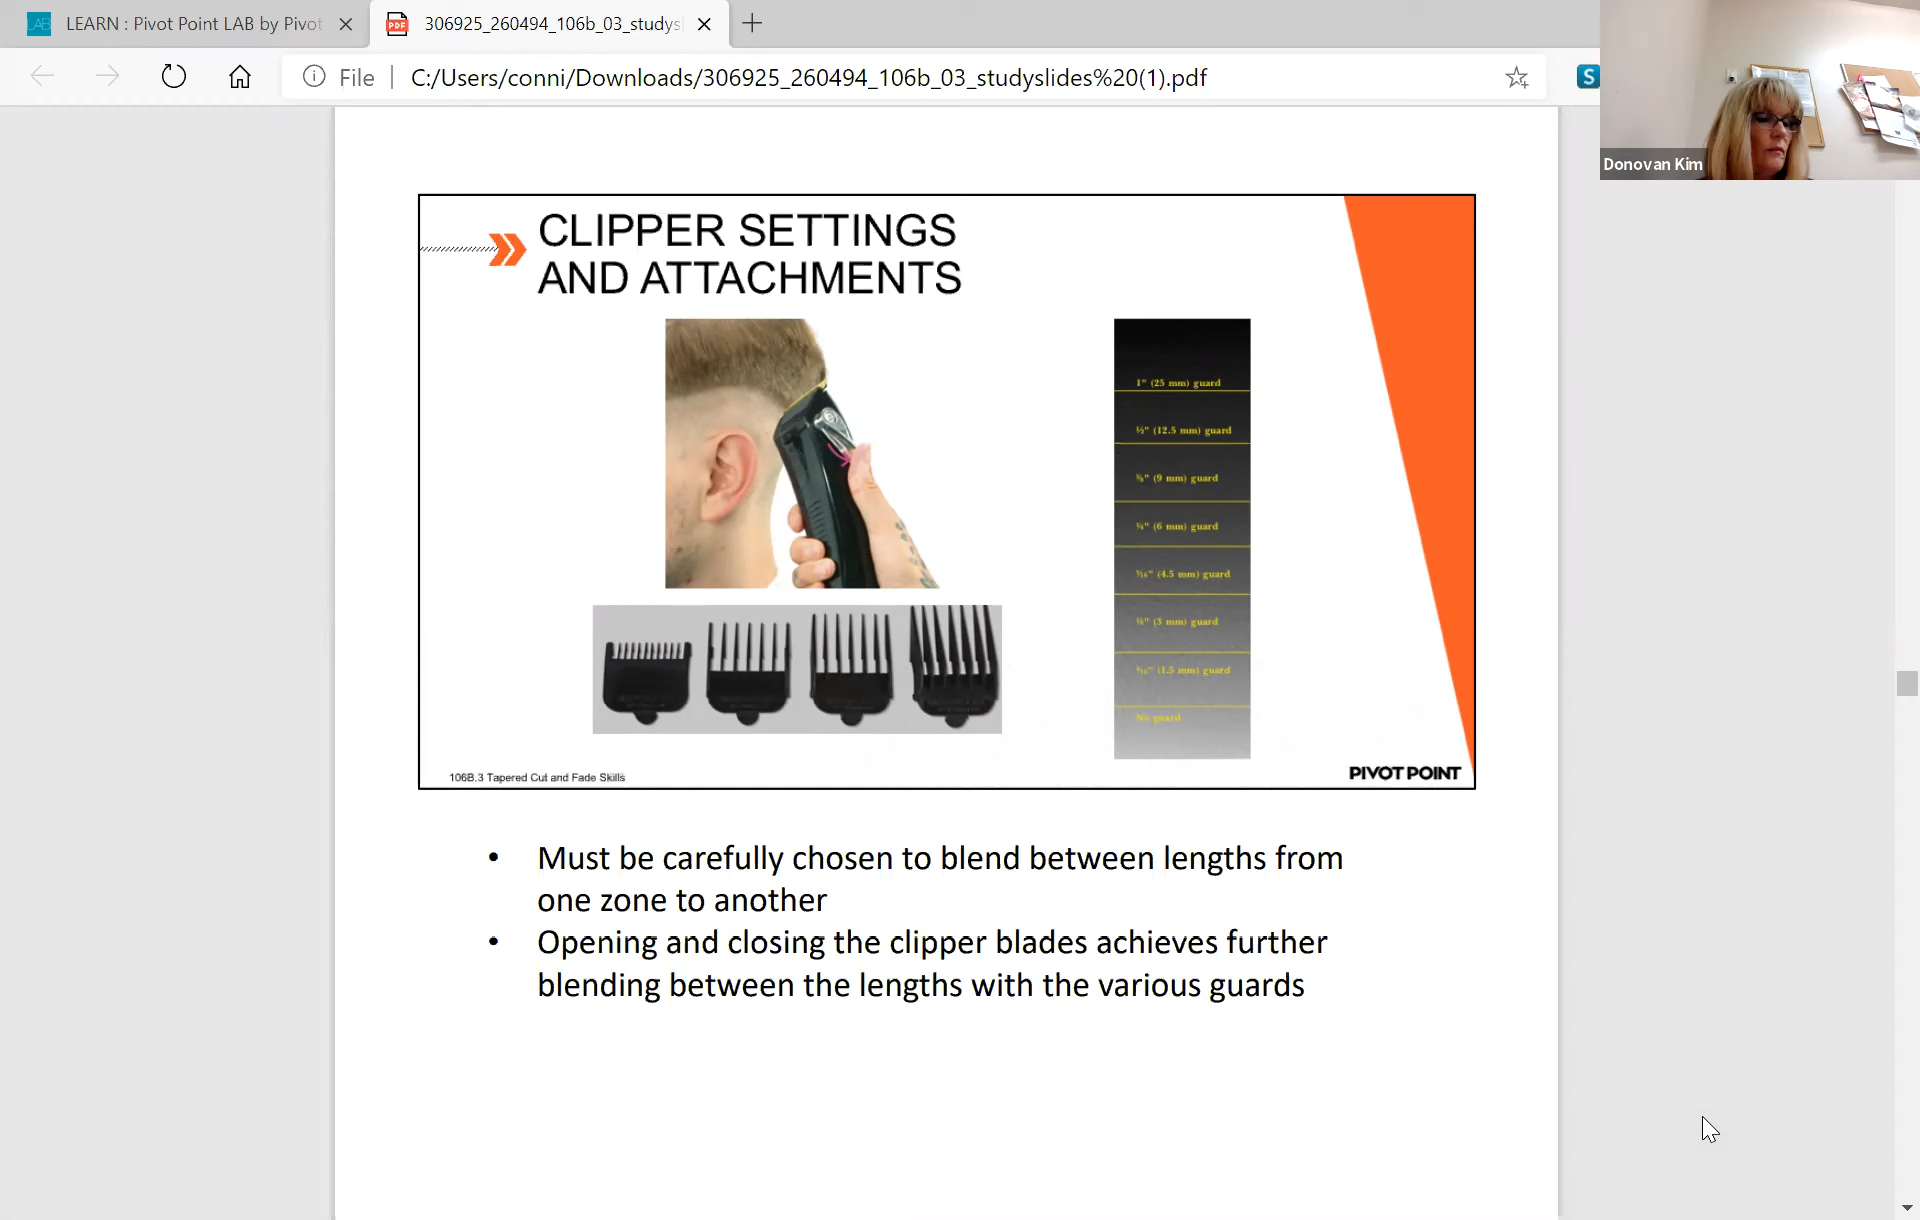 LEARN : Pivot Point LAB by Pivot
306925_260494_106b_03_studys
File
C:/Users/conni/Downloads/306925_260494_106b_03_studyslides%20(1).pdf
S
Donovan Kim
CLIPPER SETTINGS
AND ATTACHMENTS
1" (25 mm) guard
½" (12.5 mm) guard
⅜" (9 mm) guard
¼" (6 mm) guard
³⁄₁₆" (4.5 mm) guard
⅛" (3 mm) guard
¹⁄₁₆" (1.5 mm) guard
No guard
106B.3 Tapered Cut and Fade Skills
PIVOT POINT
• Must be carefully chosen to blend between lengths from
one zone to another
• Opening and closing the clipper blades achieves further
blending between the lengths with the various guards